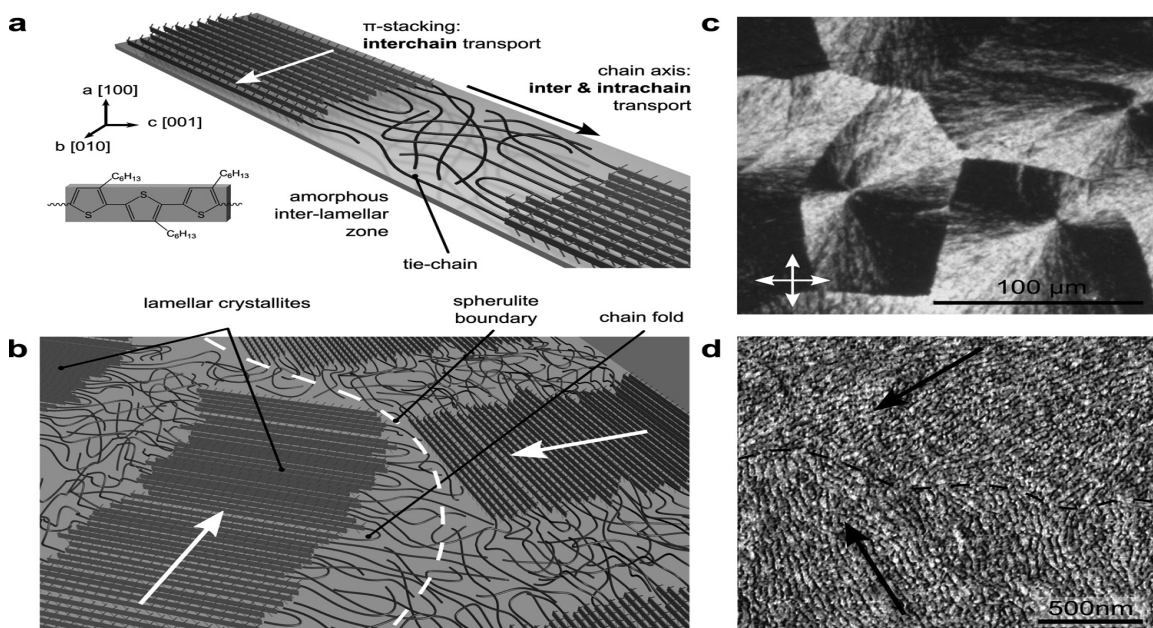 a
π-stacking:
interchain transport
chain axis:
inter & intrachain
transport
a [100]
c [001]
b [010]
C6H13
C6H13
S
S
S
C6H13
amorphous
inter-lamellar
zone
tie-chain
b
lamellar crystallites
spherulite
boundary
chain fold
c
100 µm
d
500nm